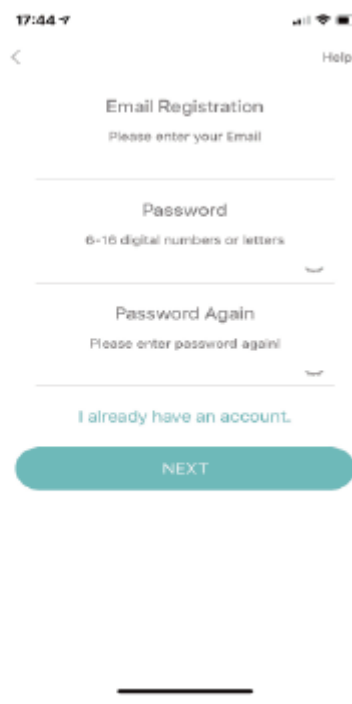 17:44
Help
Email Registration
Please enter your Email
Password
6-16 digital numbers or letters
Password Again
Please enter password again!
I already have an account.
NEXT